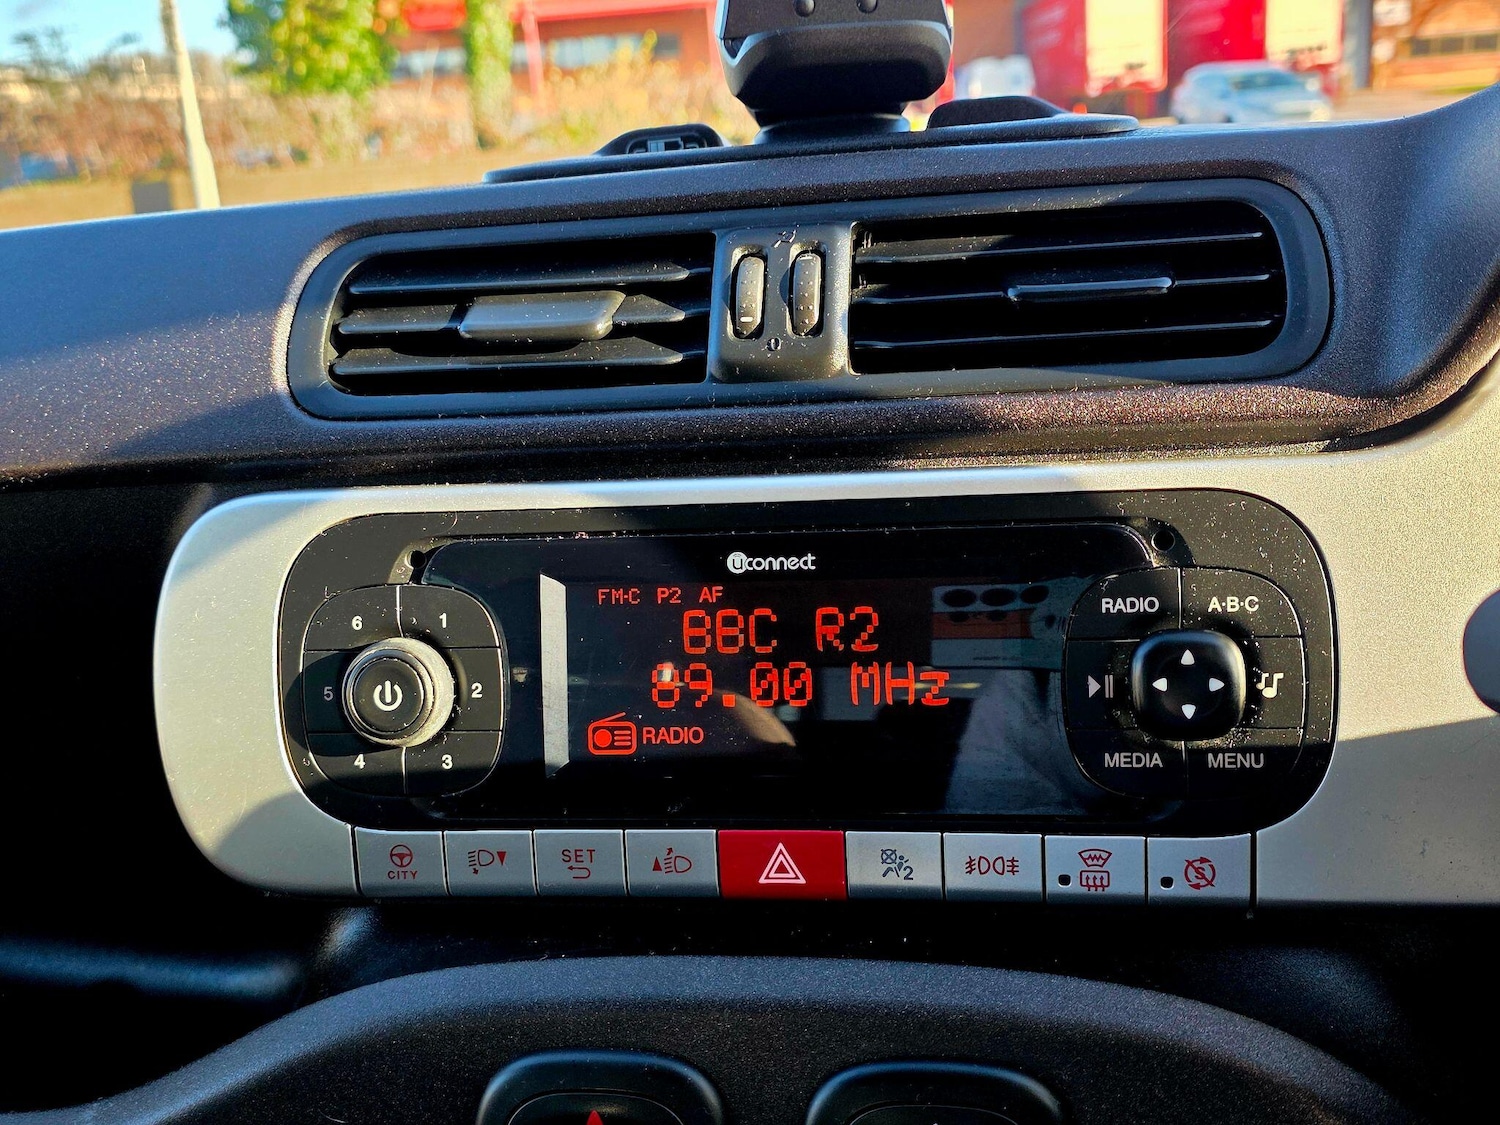 uconnect
FM-C P2 AF
BBC R2
89.00 MHz
RADIO
6 1
5 2
4 3
RADIO A·B·C
MEDIA MENU
CITY
SET
2
S
0